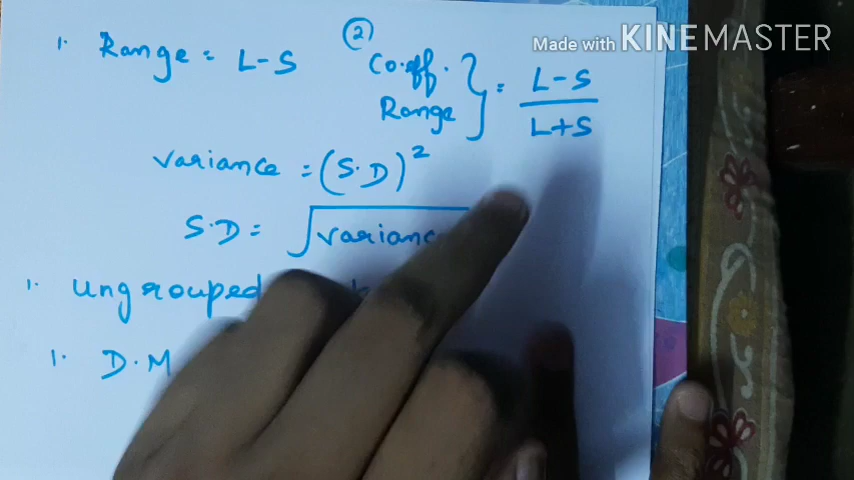 Made with KINEMASTER
1. Range = L-S
② Co.eff. Range } = L-S / L+S
variance = (S.D)²
S.D = √variance
1. ungrouped
1. D.M